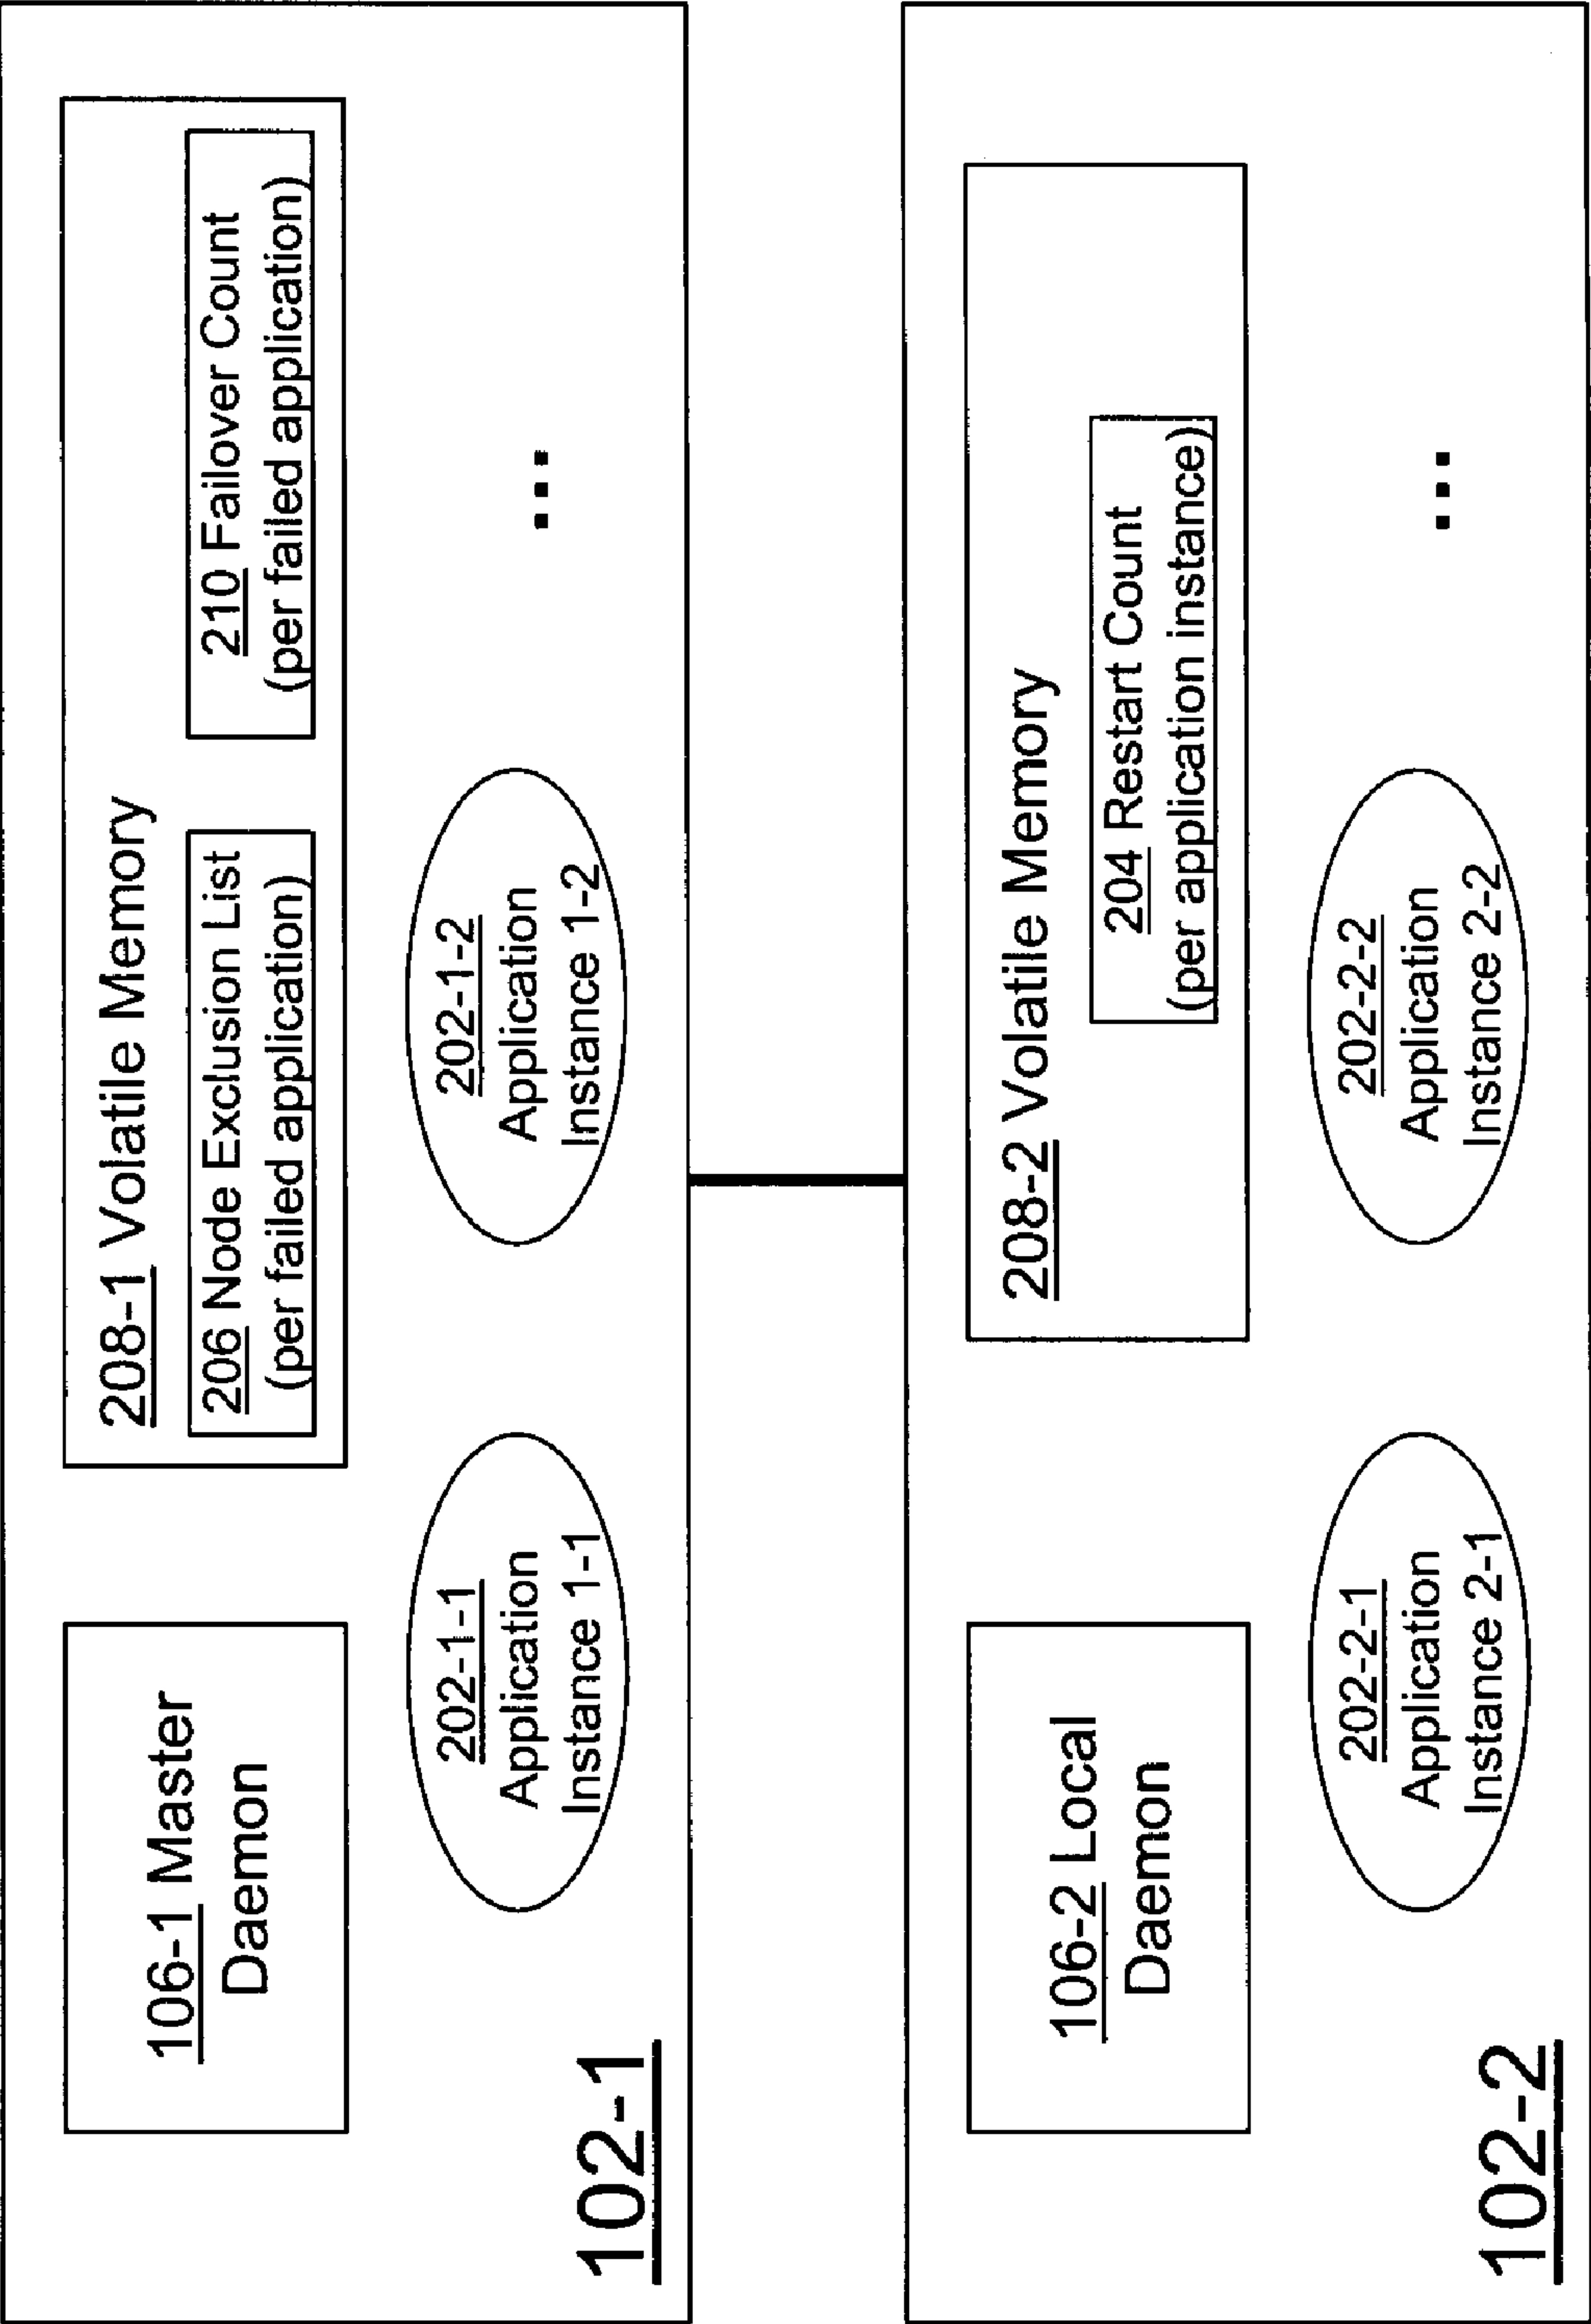 106-1 Master
Daemon
208-1 Volatile Memory
206 Node Exclusion List
(per failed application)
210 Failover Count
(per failed application)
202-1-1
Application
Instance 1-1
202-1-2
Application
Instance 1-2
...
102-1
106-2 Local
Daemon
208-2 Volatile Memory
204 Restart Count
(per application instance)
202-2-1
Application
Instance 2-1
202-2-2
Application
Instance 2-2
...
102-2